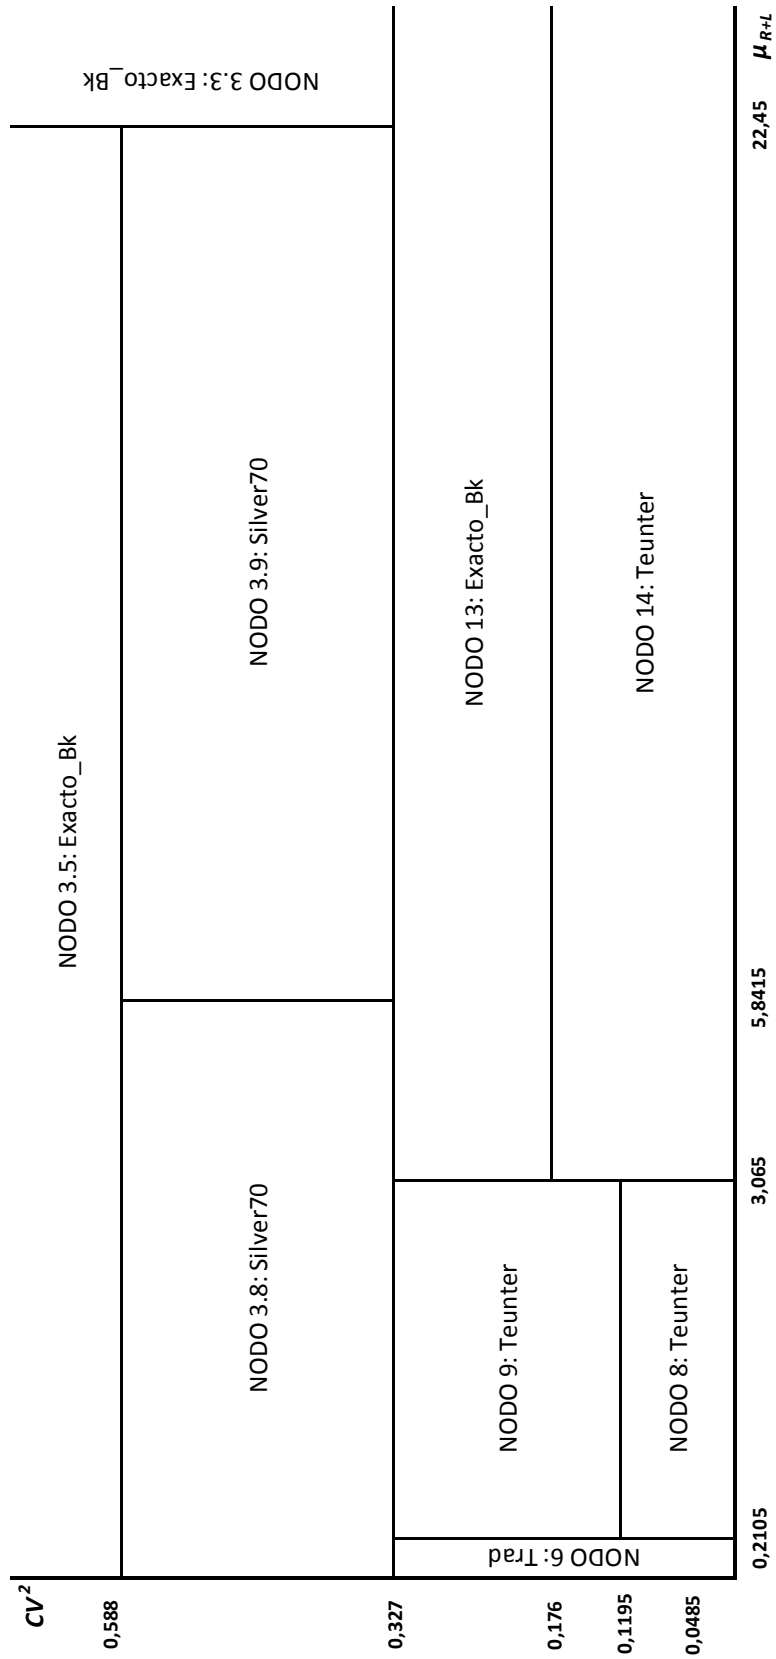 CV²
0,588
0,327
0,176
0,1195
0,0485
NODO 3.5: Exacto_Bk
NODO 3.3: Exacto_Bk
NODO 3.8: Silver70
NODO 3.9: Silver70
NODO 6: Trad
NODO 9: Teunter
NODO 13: Exacto_Bk
NODO 8: Teunter
NODO 14: Teunter
0,2105
3,065
5,8415
22,45
μ R+L